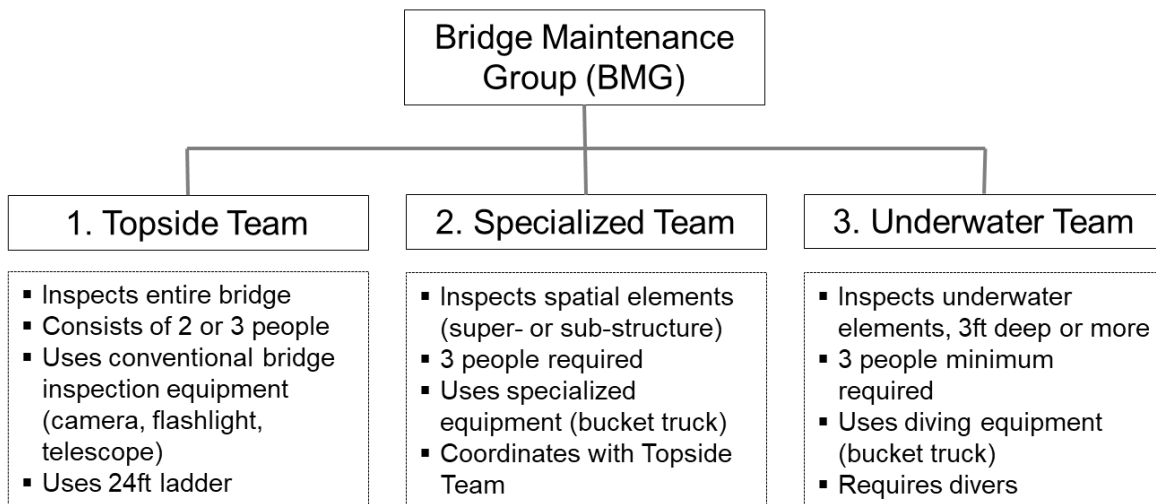 Bridge Maintenance
Group (BMG)
1. Topside Team
▪ Inspects entire bridge
▪ Consists of 2 or 3 people
▪ Uses conventional bridge
inspection equipment
(camera, flashlight,
telescope)
▪ Uses 24ft ladder
2. Specialized Team
▪ Inspects spatial elements
(super- or sub-structure)
▪ 3 people required
▪ Uses specialized
equipment (bucket truck)
▪ Coordinates with Topside
Team
3. Underwater Team
▪ Inspects underwater
elements, 3ft deep or more
▪ 3 people minimum
required
▪ Uses diving equipment
(bucket truck)
▪ Requires divers